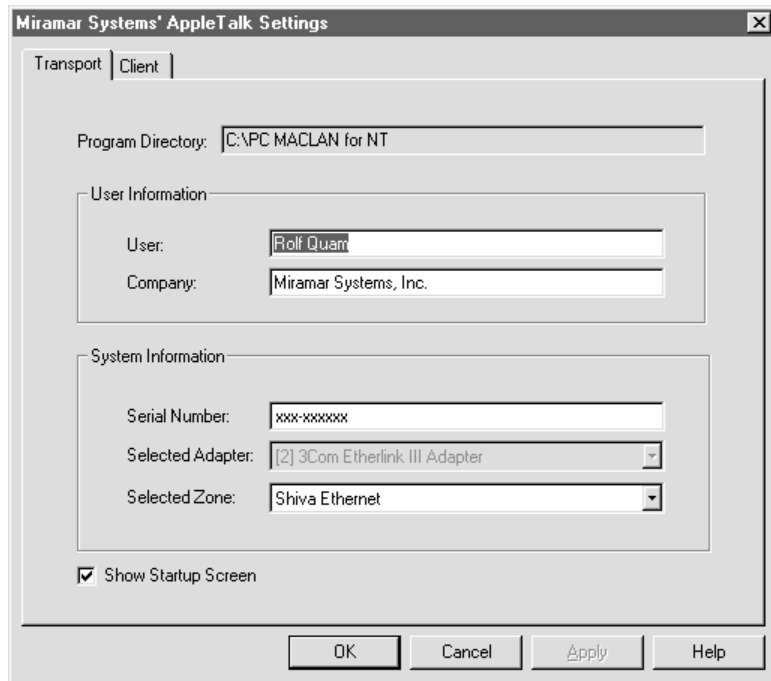 Miramar Systems' AppleTalk Settings
Transport Client
Program Directory: C:\PC MACLAN for NT
User Information
User: Rolf Quam
Company: Miramar Systems, Inc.
System Information
Serial Number: xxx-xxxxxx
Selected Adapter: [2] 3Com Etherlink III Adapter
Selected Zone: Shiva Ethernet
Show Startup Screen
OK Cancel Apply Help